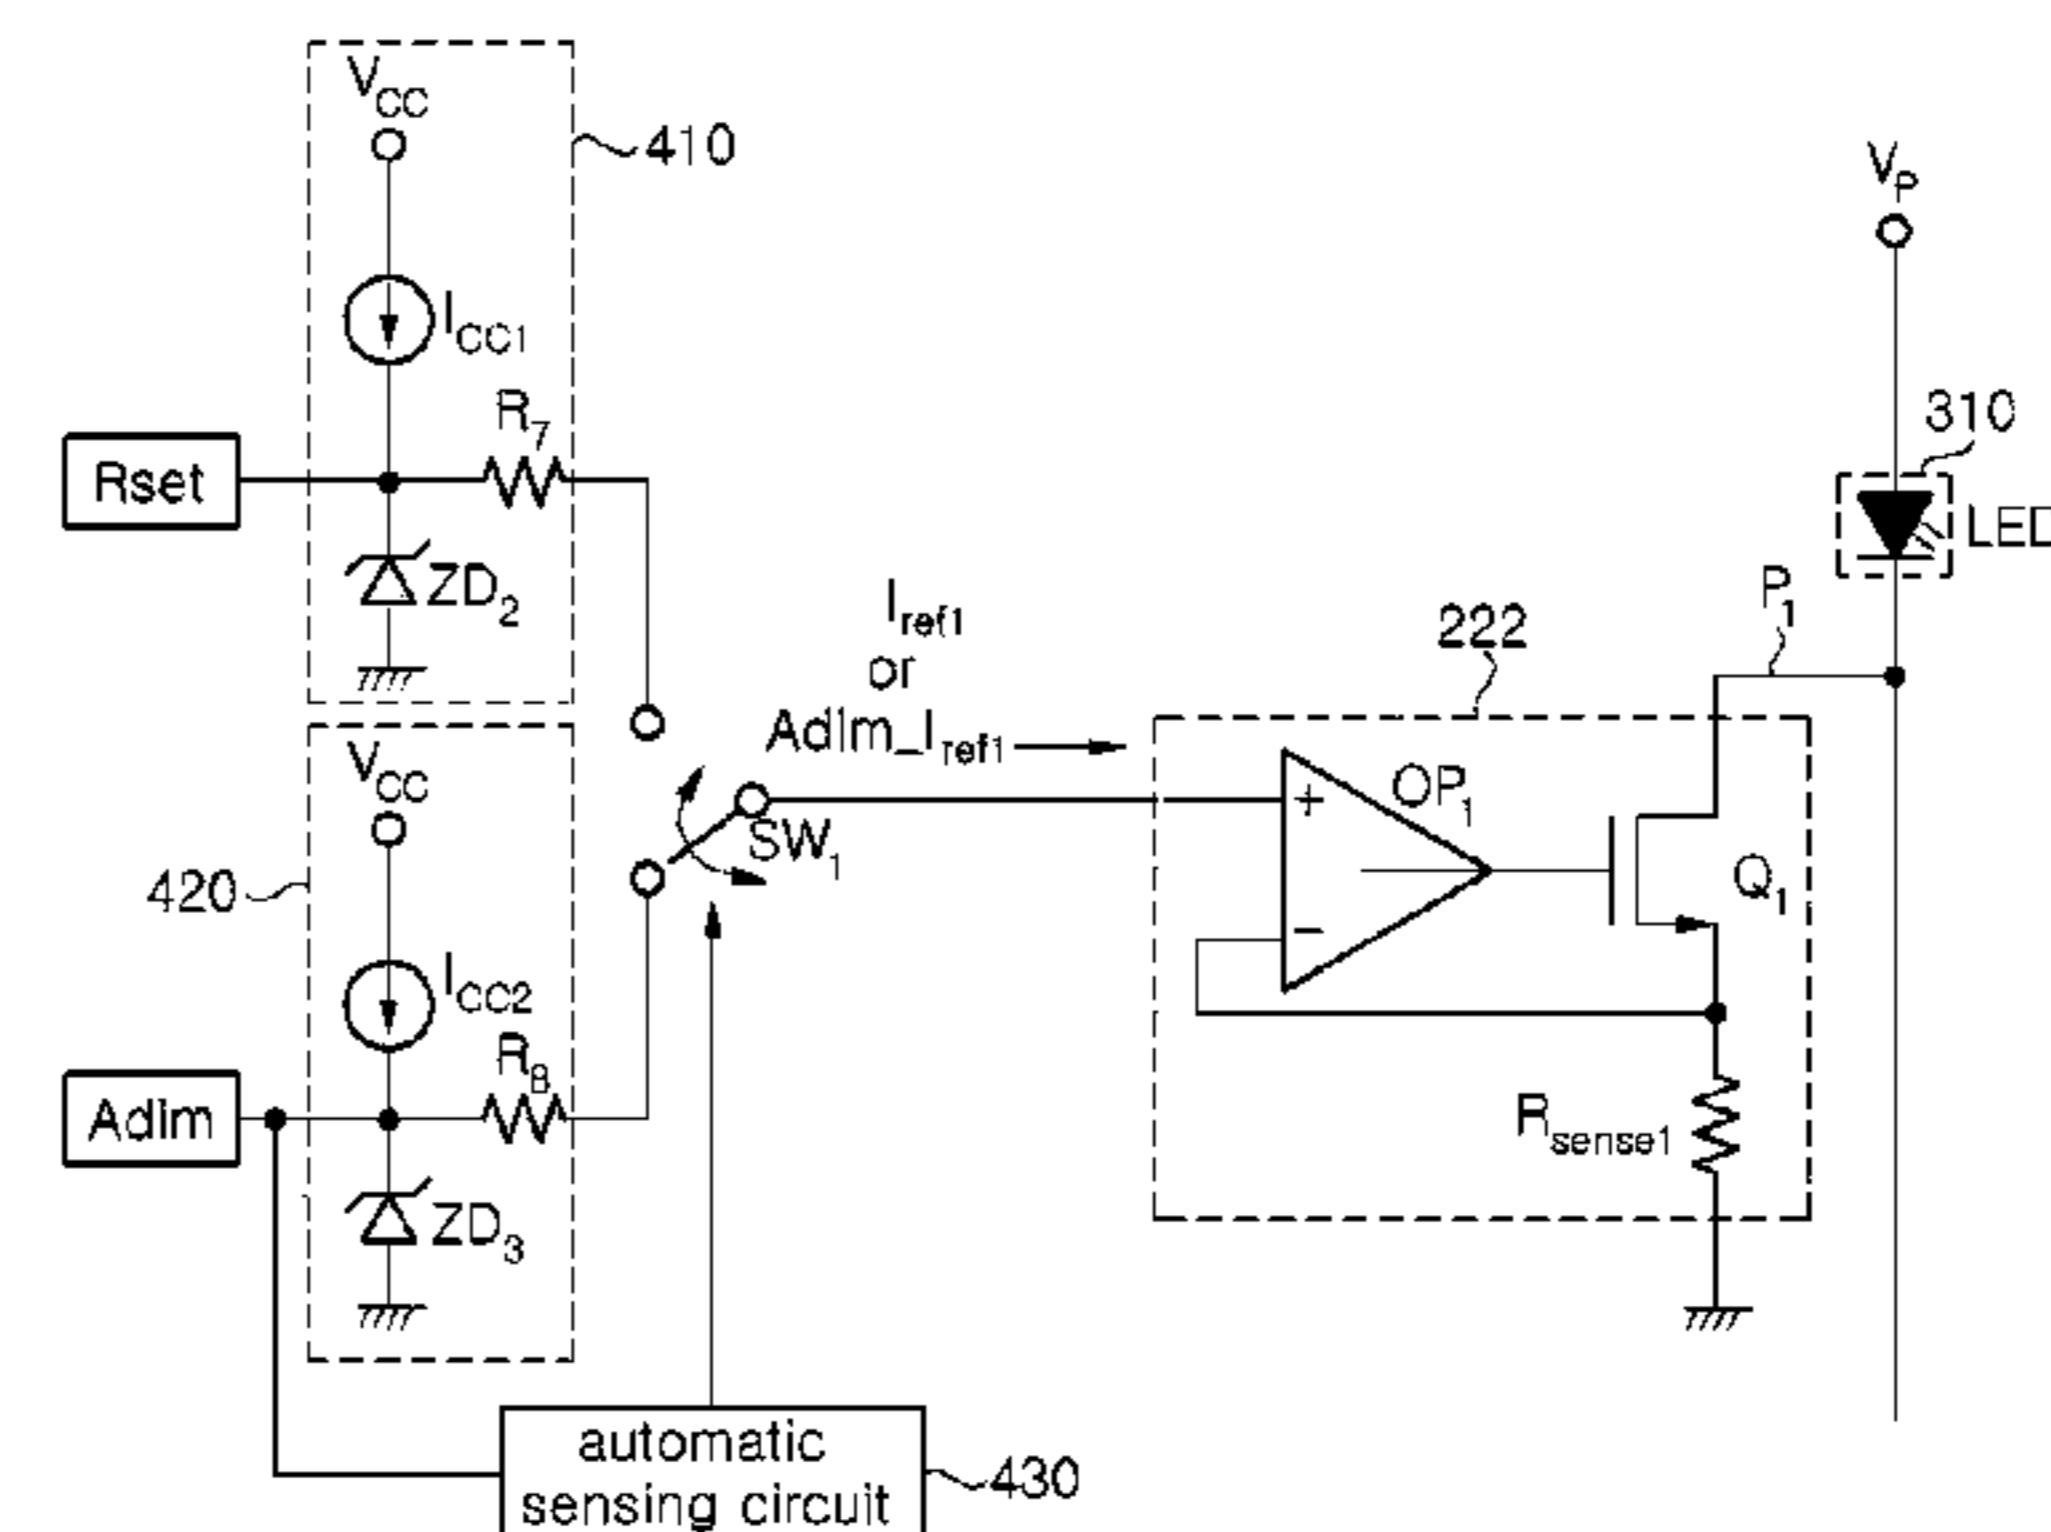 VCC
410
ICC1
R7
Rset
ZD2
VP
310
LED
P1
Iref1
or
Adim_Iref1
222
VCC
SW1
OP1
Q1
420
ICC2
R8
Adim
ZD3
Rsense1
automatic
sensing circuit
430
+
−